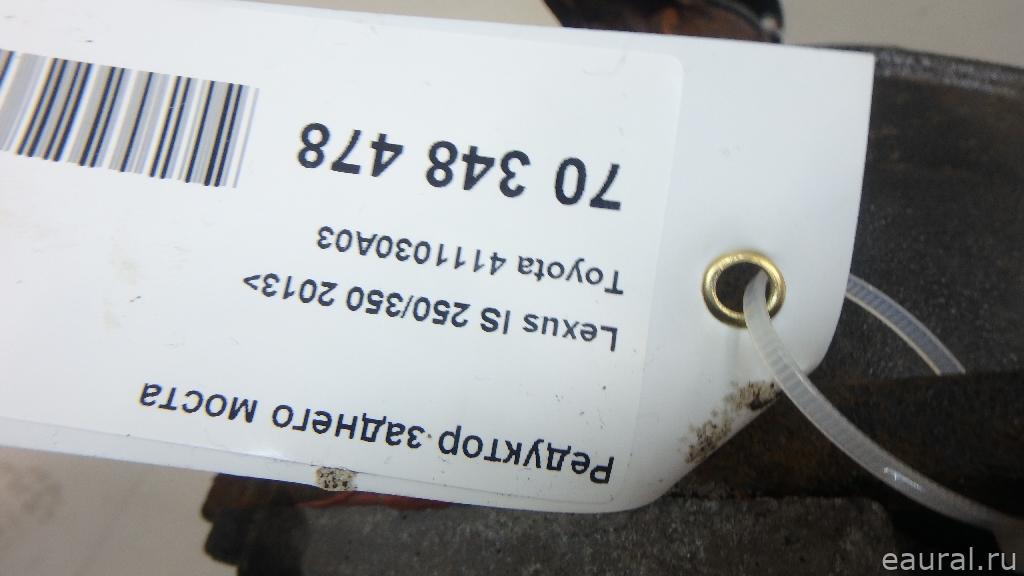 Редуктор заднего моста
Lexus IS 250/350 2013>
Toyota 4111030A03
70 348 478
eaural.ru